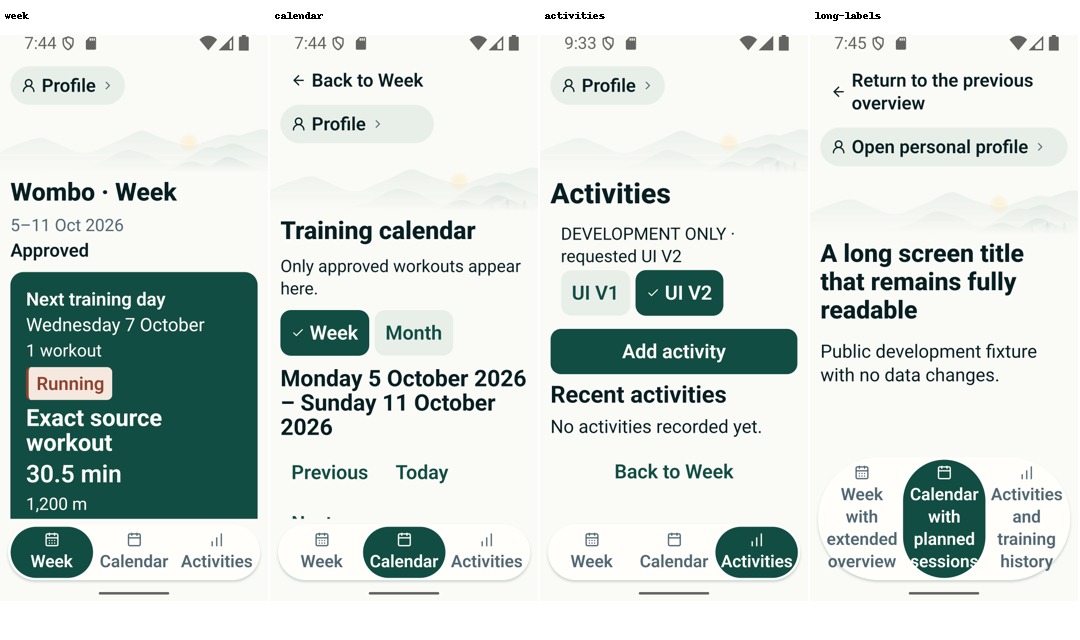 week
7:44
Profile
Wombo · Week
5–11 Oct 2026
Approved
Next training day
Wednesday 7 October
1 workout
Running
Exact source
workout
30.5 min
1,200 m
Week
Calendar
Activities
calendar
7:44
Back to Week
Profile
Training calendar
Only approved workouts appear
here.
Week
Month
Monday 5 October 2026
– Sunday 11 October
2026
Previous
Today
Week
Calendar
Activities
activities
9:33
Profile
Activities
DEVELOPMENT ONLY ·
requested UI V2
UI V1
UI V2
Add activity
Recent activities
No activities recorded yet.
Back to Week
Week
Calendar
Activities
long-labels
7:45
Return to the previous
overview
Open personal profile
A long screen title
that remains fully
readable
Public development fixture
with no data changes.
Week
with
extended
overview
Calendar
with
planned
sessions
Activities
and
training
history